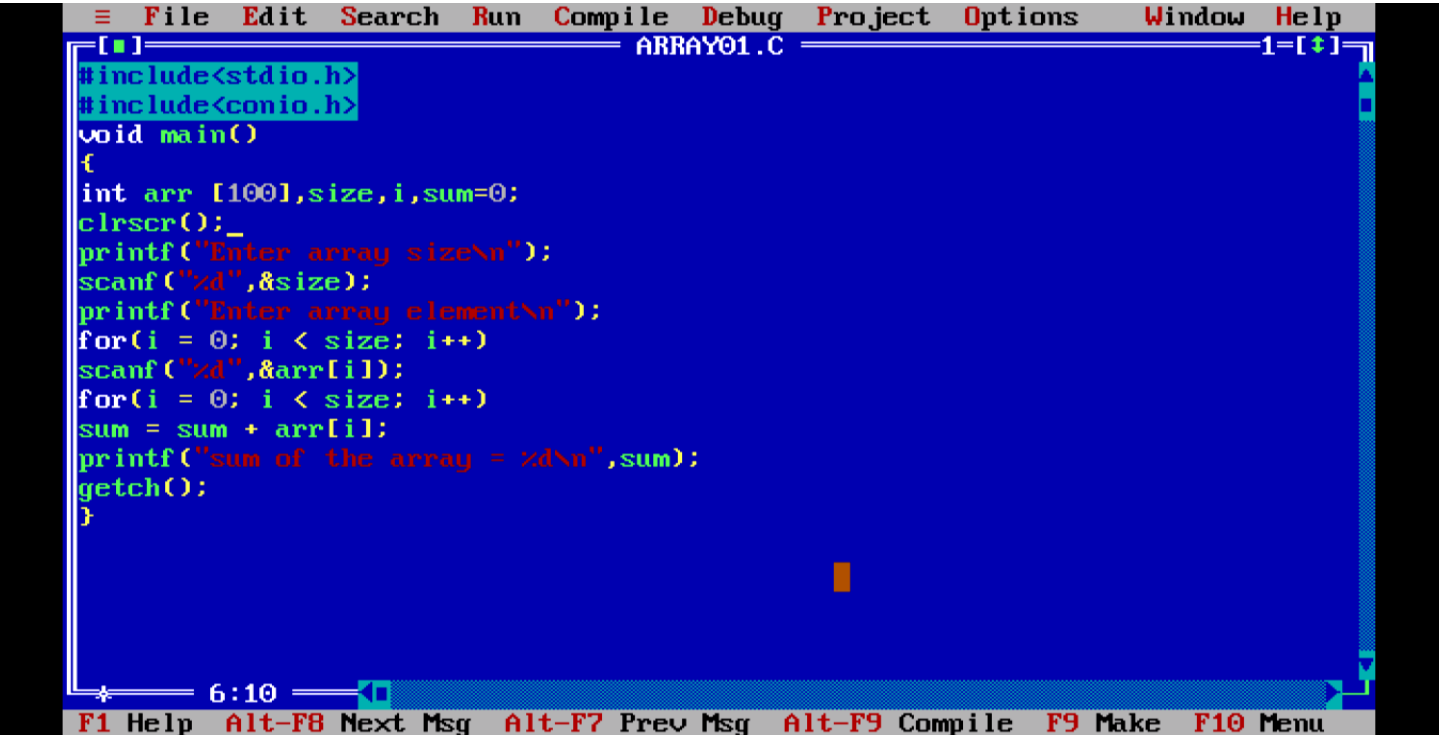 ≡ File Edit Search Run Compile Debug Project Options Window Help
[■] ARRAY01.C 1=[↕]
#include<stdio.h>
#include<conio.h>
void main()
{
int arr [100],size,i,sum=0;
clrscr();_
printf("Enter array size\n");
scanf("%d",&size);
printf("Enter array element\n");
for(i = 0; i < size; i++)
scanf("%d",&arr[i]);
for(i = 0; i < size; i++)
sum = sum + arr[i];
printf("sum of the array = %d\n",sum);
getch();
}
6:10
F1 Help Alt-F8 Next Msg Alt-F7 Prev Msg Alt-F9 Compile F9 Make F10 Menu